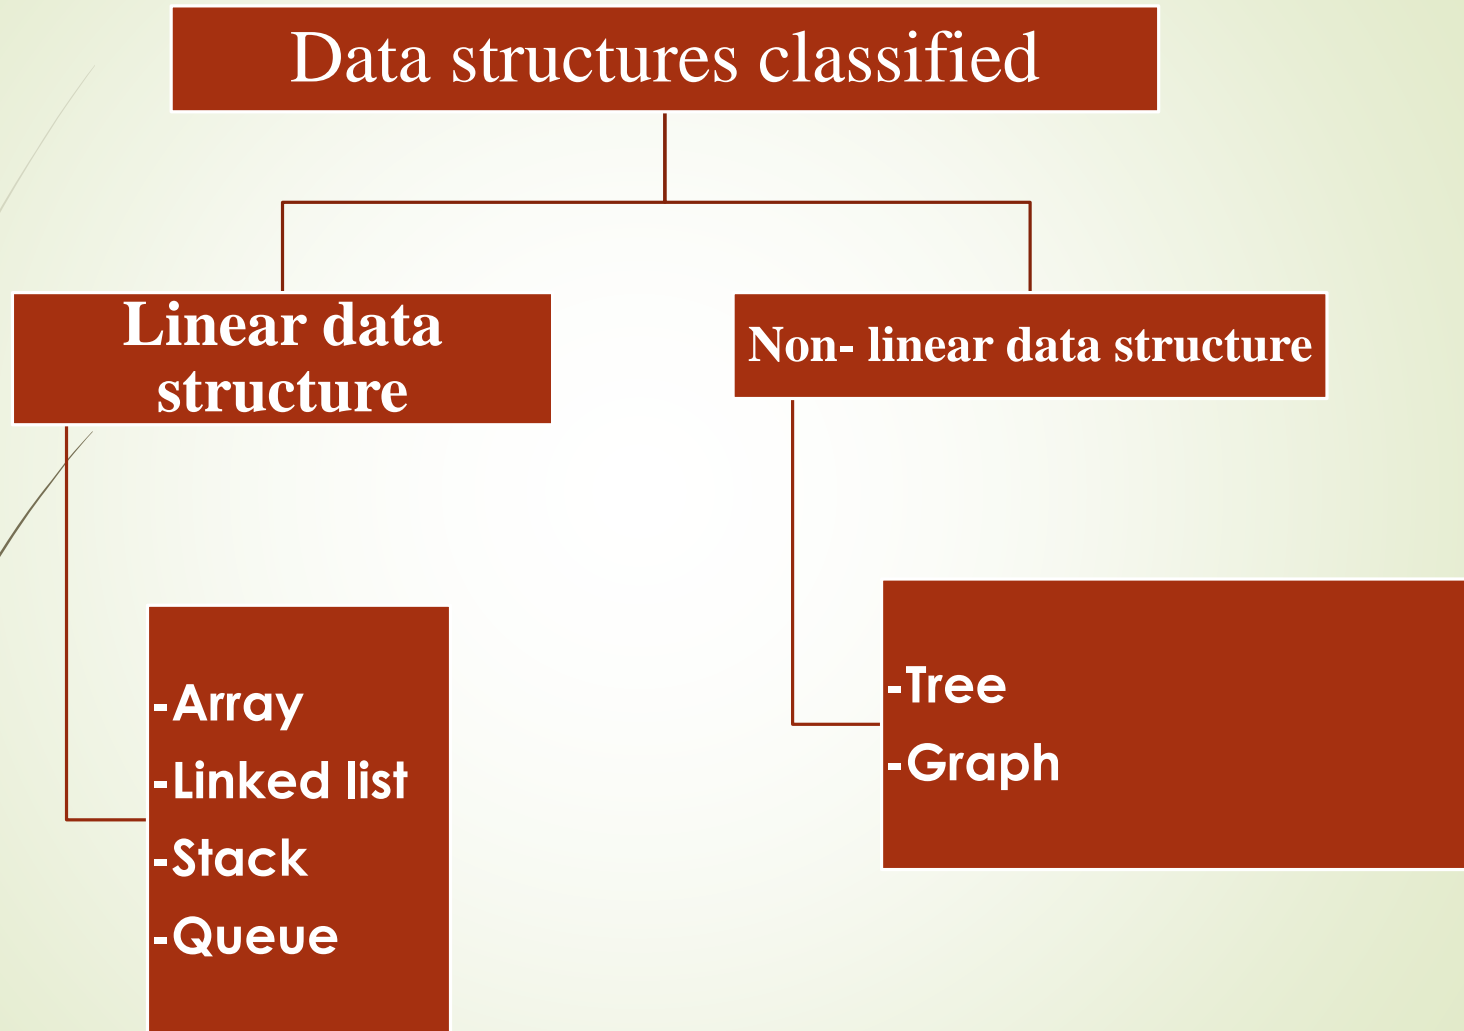 Data structures classified
Linear data
structure
Non- linear data structure
-Array
-Linked list
-Stack
-Queue
-Tree
-Graph